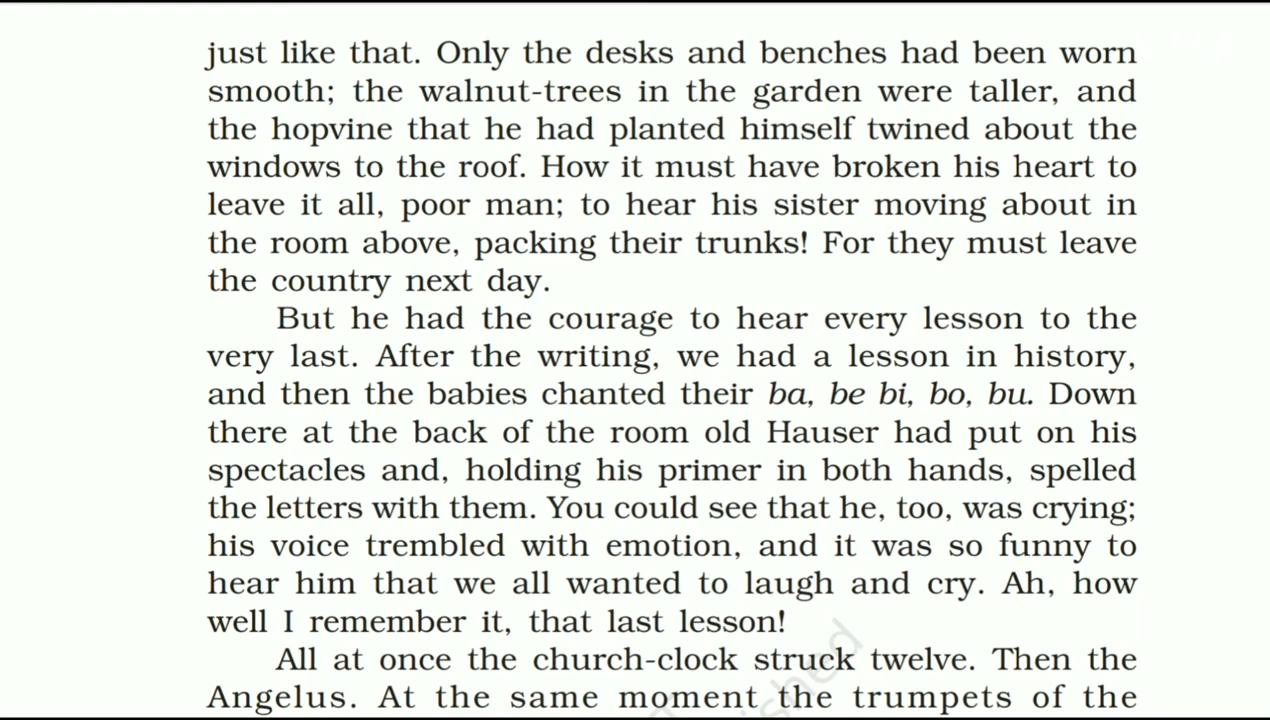 just like that. Only the desks and benches had been worn
smooth; the walnut-trees in the garden were taller, and
the hopvine that he had planted himself twined about the
windows to the roof. How it must have broken his heart to
leave it all, poor man; to hear his sister moving about in
the room above, packing their trunks! For they must leave
the country next day.
But he had the courage to hear every lesson to the
very last. After the writing, we had a lesson in history,
and then the babies chanted their ba, be bi, bo, bu. Down
there at the back of the room old Hauser had put on his
spectacles and, holding his primer in both hands, spelled
the letters with them. You could see that he, too, was crying;
his voice trembled with emotion, and it was so funny to
hear him that we all wanted to laugh and cry. Ah, how
well I remember it, that last lesson!
All at once the church-clock struck twelve. Then the
Angelus. At the same moment the trumpets of the